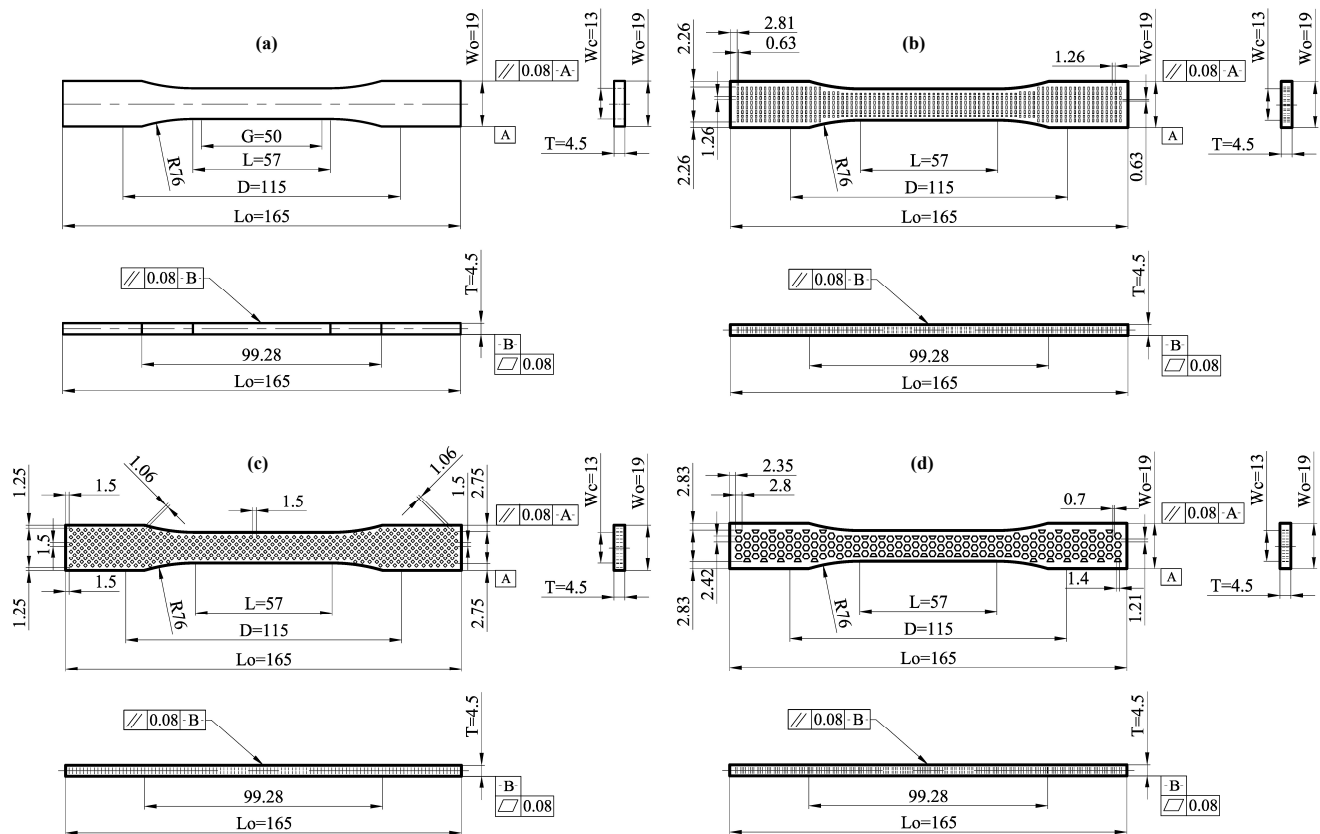 (a)
Wo=19
Wc=13
Wo=19
// 0.08 -A-
A
T=4.5
G=50
L=57
R76
D=115
Lo=165
// 0.08 -B-
T=4.5
-B-
0.08
99.28
Lo=165
(b)
2.26
2.81
0.63
1.26
Wo=19
Wc=13
Wo=19
// 0.08 -A-
A
1.26
2.26
0.63
T=4.5
R76
L=57
D=115
Lo=165
// 0.08 -B-
T=4.5
-B-
0.08
99.28
Lo=165
(c)
1.25
1.5
1.06
1.5
1.06
1.5
2.75
Wc=13
Wo=19
// 0.08 -A-
A
1.5
1.5
1.25
2.75
T=4.5
R76
L=57
D=115
Lo=165
// 0.08 -B-
T=4.5
-B-
0.08
99.28
Lo=165
(d)
2.83
2.35
2.8
0.7
Wo=19
Wc=13
Wo=19
// 0.08 -A-
A
2.42
2.83
1.4
1.21
T=4.5
R76
L=57
D=115
Lo=165
// 0.08 -B-
T=4.5
-B-
0.08
99.28
Lo=165